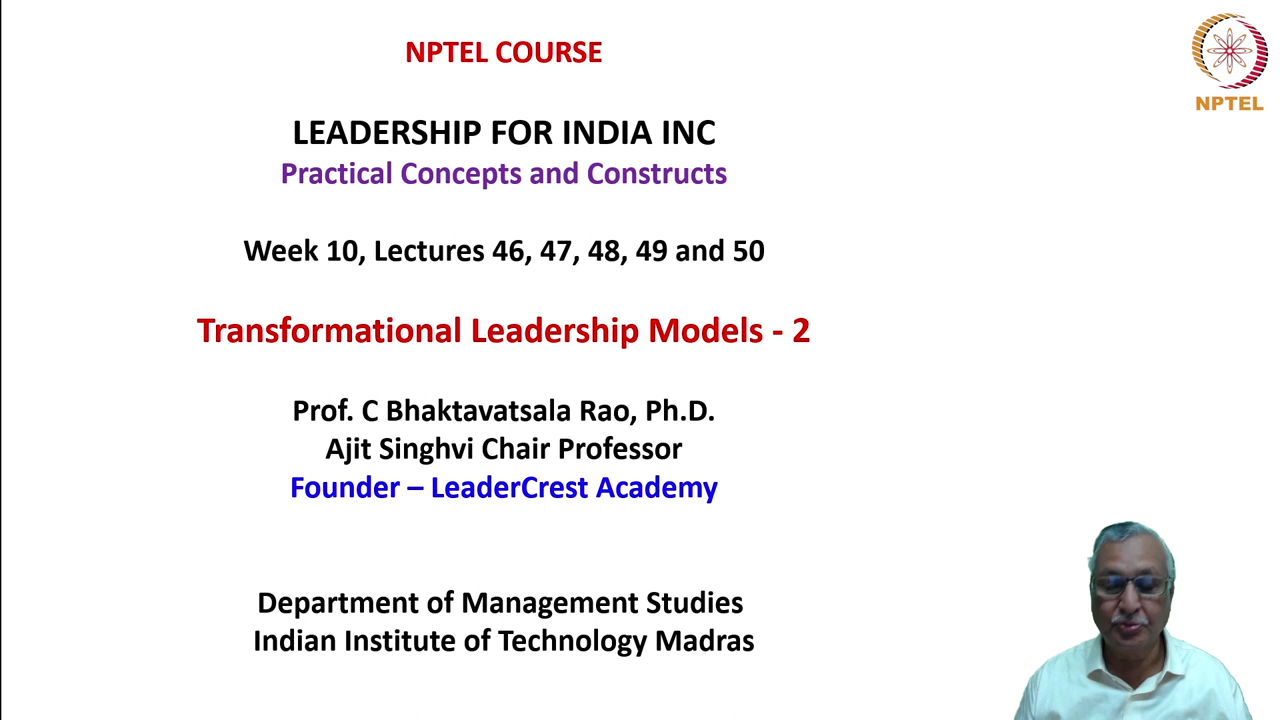 NPTEL COURSE
NPTEL
LEADERSHIP FOR INDIA INC
Practical Concepts and Constructs
Week 10, Lectures 46, 47, 48, 49 and 50
Transformational Leadership Models - 2
Prof. C Bhaktavatsala Rao, Ph.D.
Ajit Singhvi Chair Professor
Founder – LeaderCrest Academy
Department of Management Studies
Indian Institute of Technology Madras